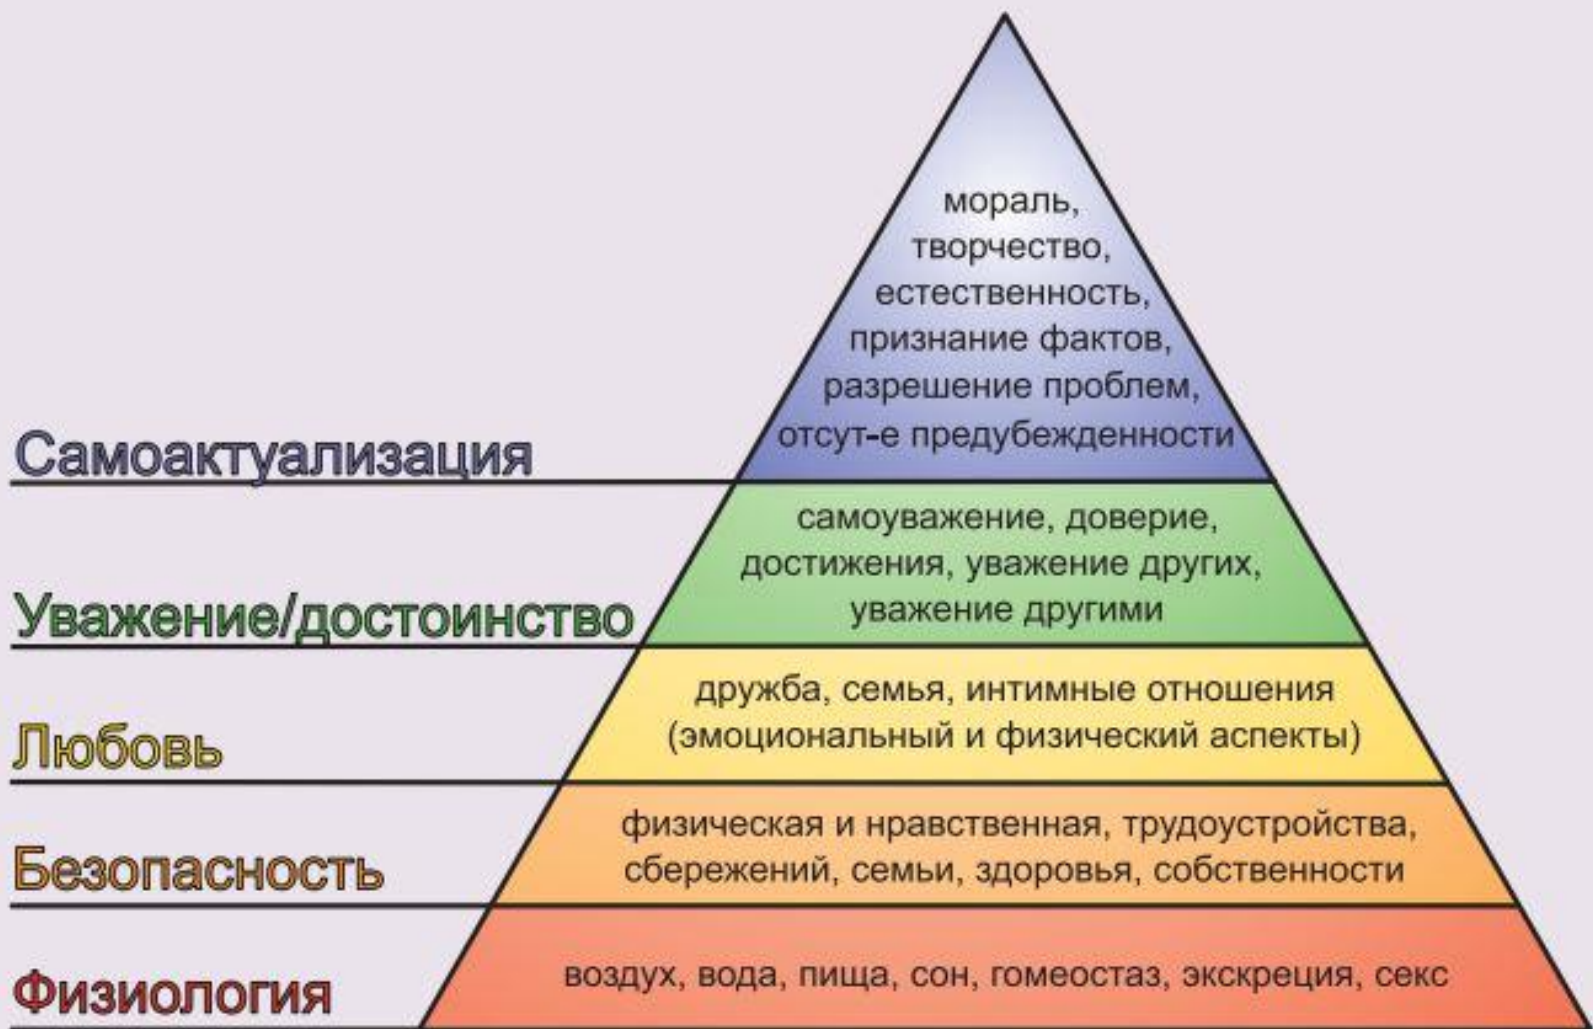 мораль,
творчество,
естественность,
признание фактов,
разрешение проблем,
отсут-е предубежденности
Самоактуализация
самоуважение, доверие,
достижения, уважение других,
уважение другими
Уважение/достоинство
дружба, семья, интимные отношения
(эмоциональный и физический аспекты)
Любовь
физическая и нравственная, трудоустройства,
сбережений, семьи, здоровья, собственности
Безопасность
воздух, вода, пища, сон, гомеостаз, экскреция, секс
Физиология